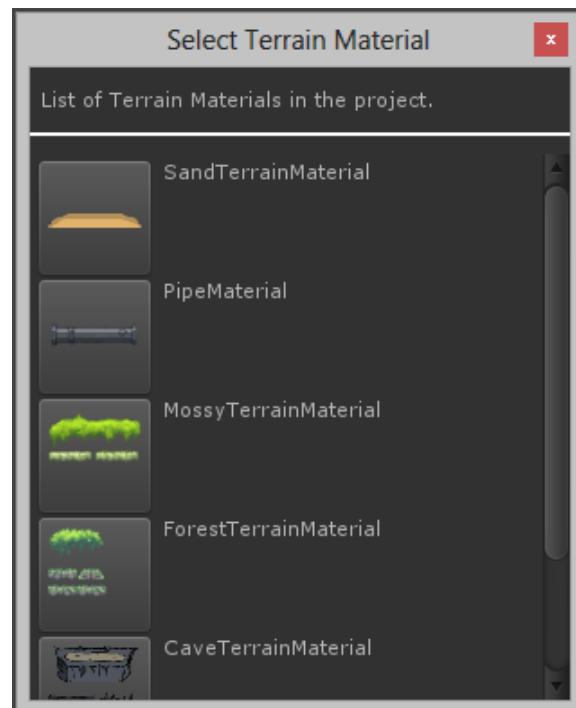 Select Terrain Material
x
List of Terrain Materials in the project.
SandTerrainMaterial
PipeMaterial
MossyTerrainMaterial
ForestTerrainMaterial
CaveTerrainMaterial